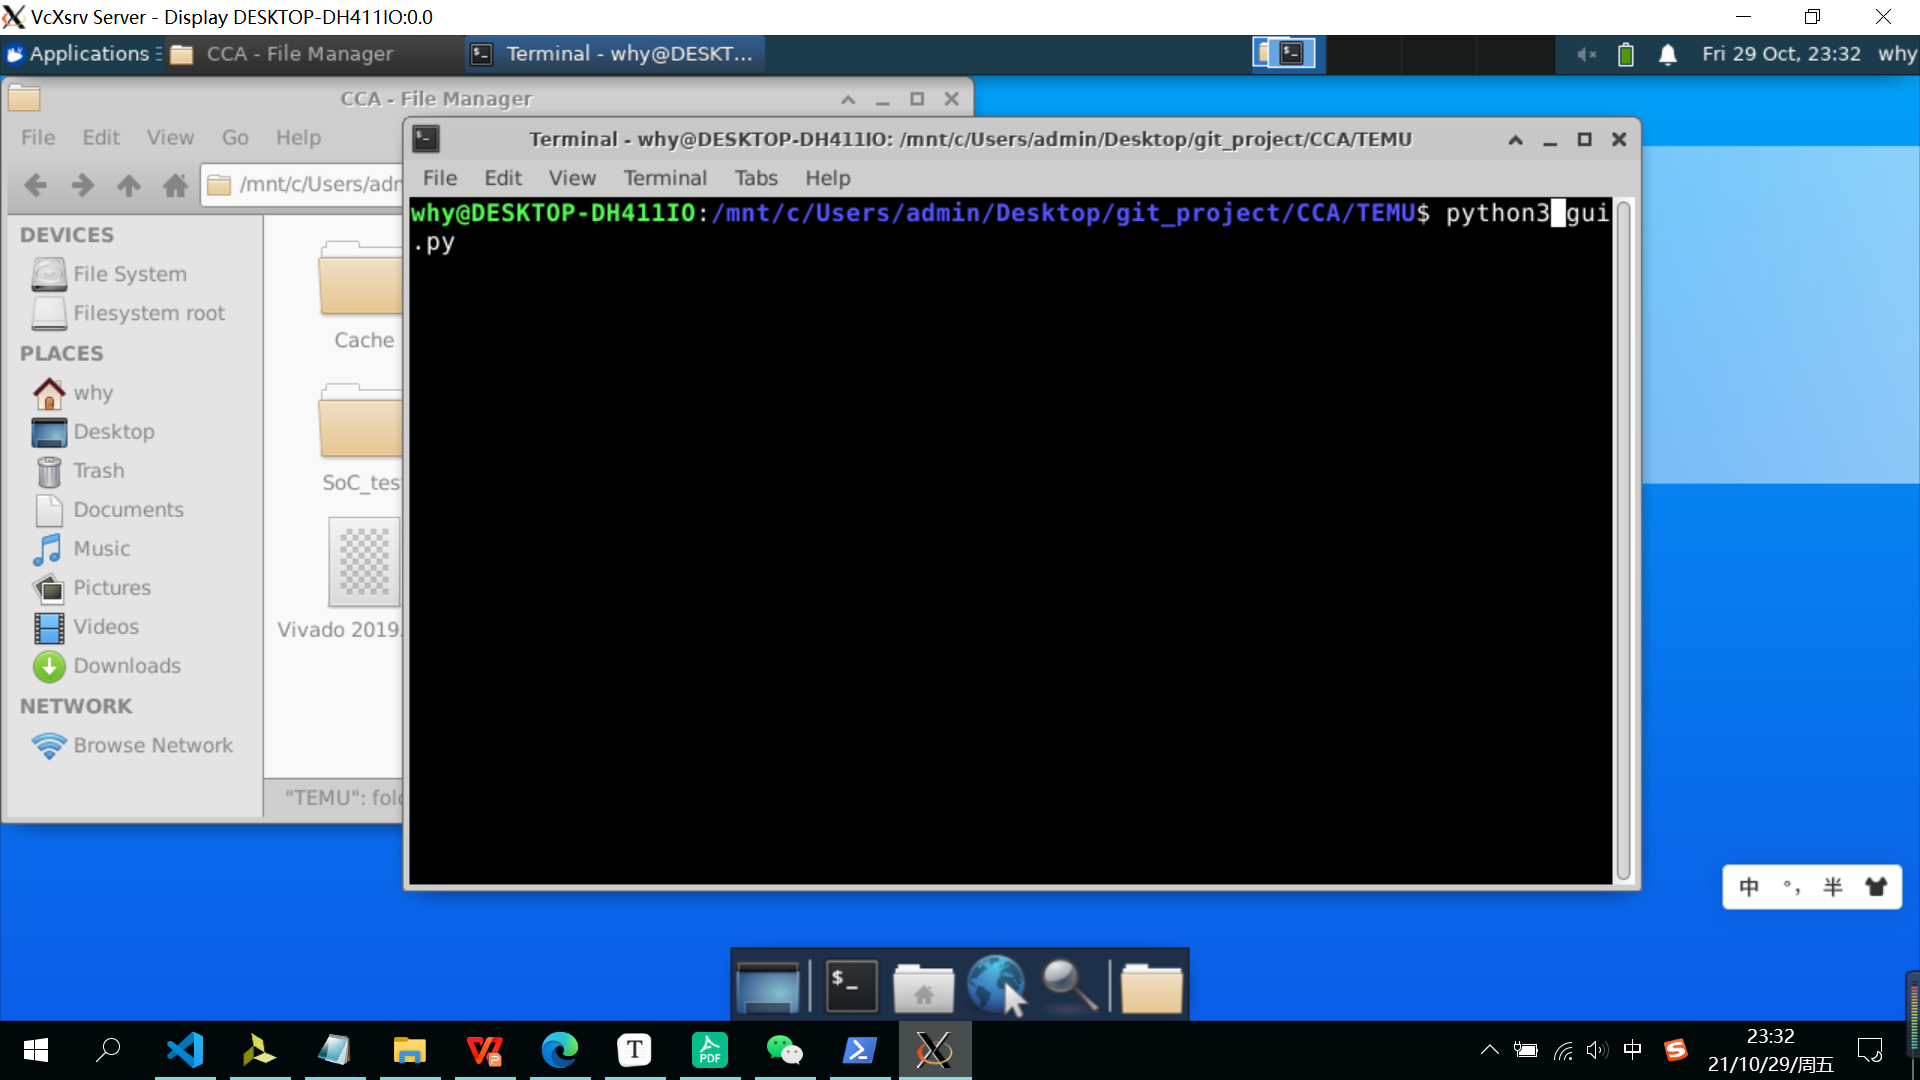 VcXsrv Server - Display DESKTOP-DH411IO:0.0
Applications
CCA - File Manager
Terminal - why@DESKT...
Fri 29 Oct, 23:32
why
CCA - File Manager
File Edit View Go Help
/mnt/c/Users/adm
DEVICES
File System
Filesystem root
PLACES
why
Desktop
Trash
Documents
Music
Pictures
Videos
Downloads
NETWORK
Browse Network
Cache
SoC_tes
Vivado 2019.
"TEMU": fold
Terminal - why@DESKTOP-DH411IO: /mnt/c/Users/admin/Desktop/git_project/CCA/TEMU
File Edit View Terminal Tabs Help
why@DESKTOP-DH411IO:/mnt/c/Users/admin/Desktop/git_project/CCA/TEMU$ python3 gui
.py
中 °, 半
$_
T
PDF
中
S
23:32
21/10/29/周五